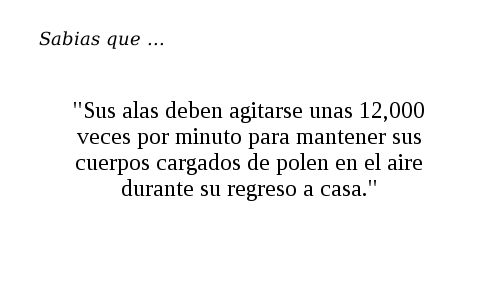 Sabias que ...
"Sus alas deben agitarse unas 12,000
veces por minuto para mantener sus
cuerpos cargados de polen en el aire
durante su regreso a casa."